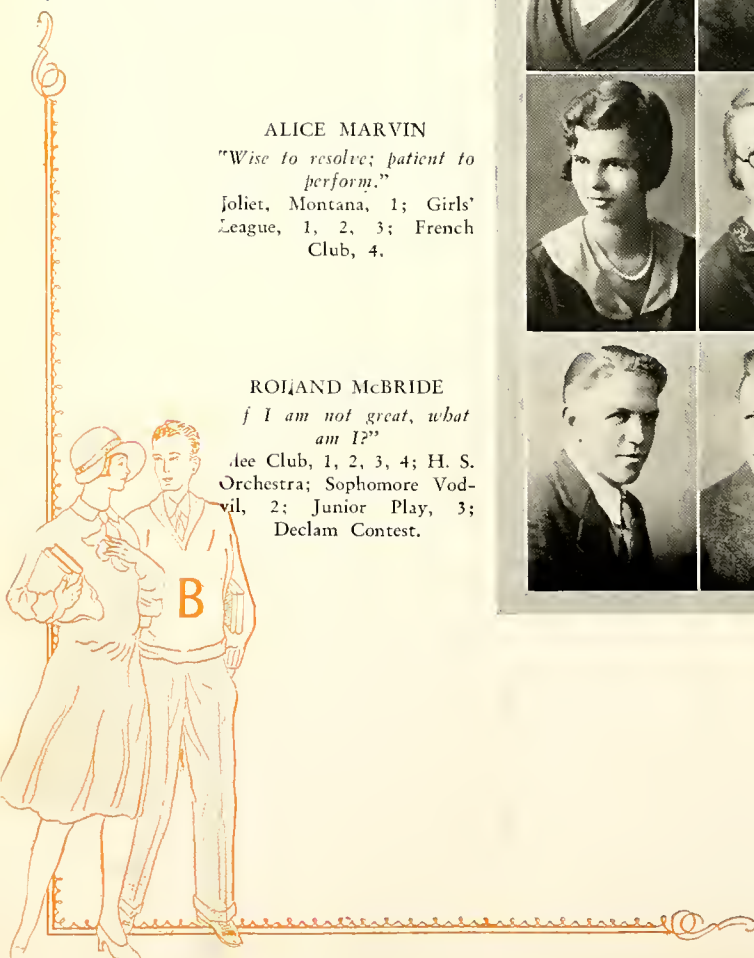 ALICE MARVIN
"Wise to resolve; patient to
perform."
Joliet, Montana, 1; Girls'
League, 1, 2, 3; French
Club, 4.
ROLLAND McBRIDE
f I am not great, what
am I?"
lee Club, 1, 2, 3, 4; H. S.
Orchestra; Sophomore Vod-
vil, 2; Junior Play, 3;
Declam Contest.
B